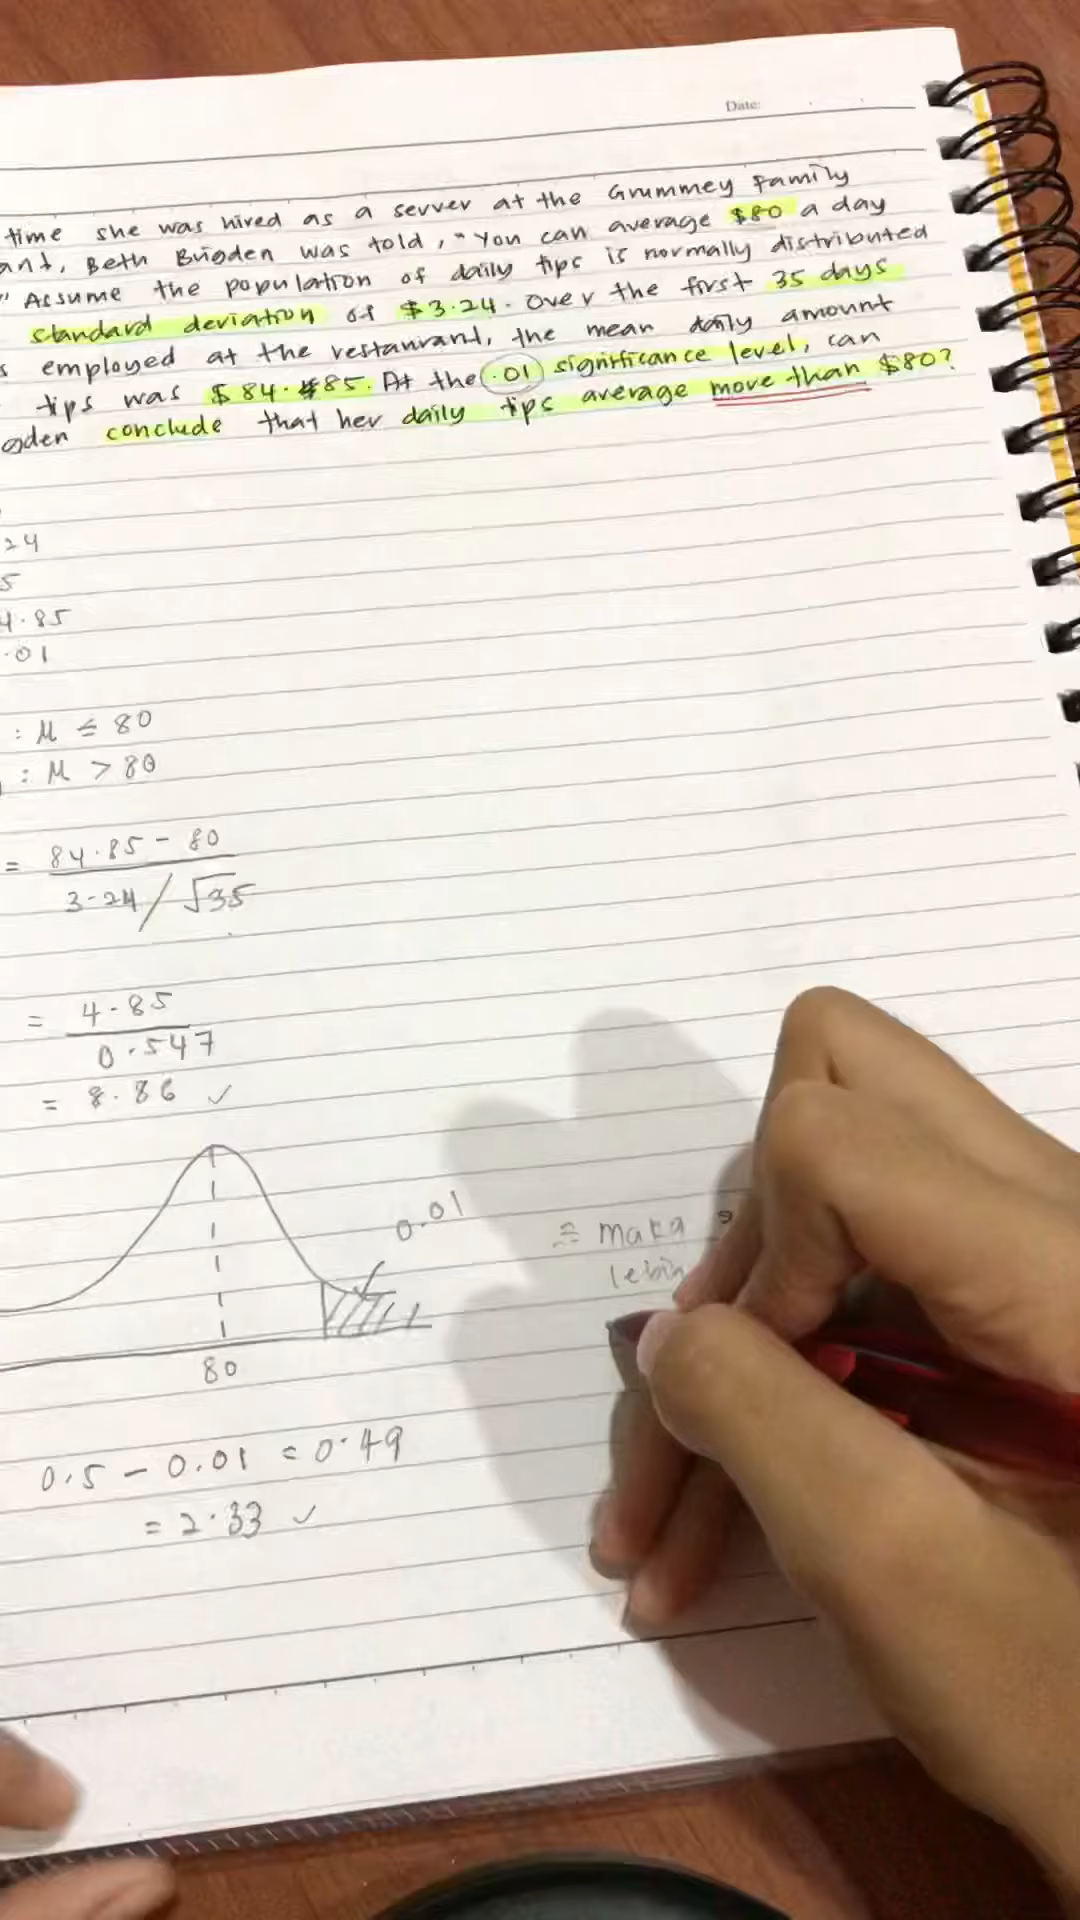 Date:
time she was hired as a server at the Grummey Family
ant, Beth Brigden was told, "You can average $80 a day
" Assume the population of daily tips is normally distributed
standard deviation of $3.24. Over the first 35 days
s employed at the restaurant, the mean daily amount
tips was $84.85. At the .01 significance level, can
gden conclude that her daily tips average more than $80?
24
5
4.85
.01
: M ≤ 80
: M > 80
= 84.85 - 80
3.24 / √35
= 4.85
0.547
= 8.86 ✓
0.01
∴ maka
lebih
80
0.5 - 0.01 = 0.49
= 2.33 ✓